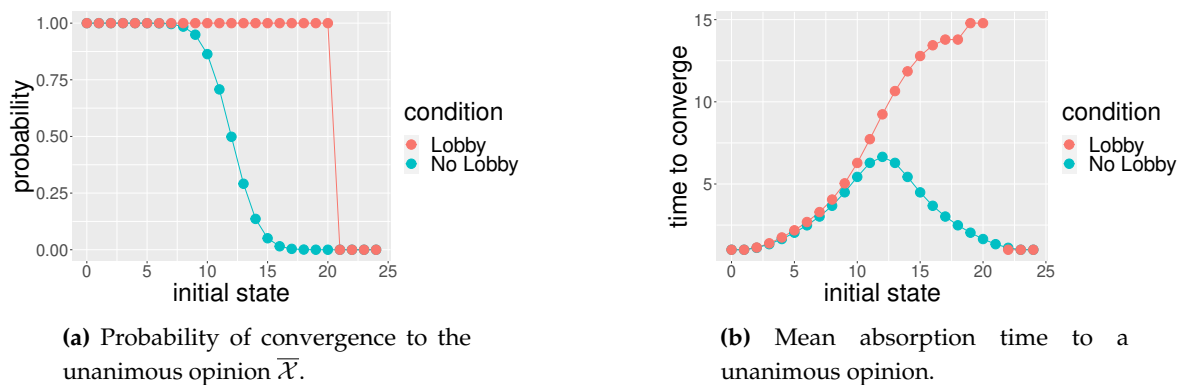 1.00
0.75
0.50
0.25
0.00
probability
0 5 10 15 20 25
initial state
condition
Lobby
No Lobby
(a) Probability of convergence to the
unanimous opinion $\overline{\mathcal{X}}$.
15
10
5
time to converge
0 5 10 15 20 25
initial state
condition
Lobby
No Lobby
(b) Mean absorption time to a
unanimous opinion.